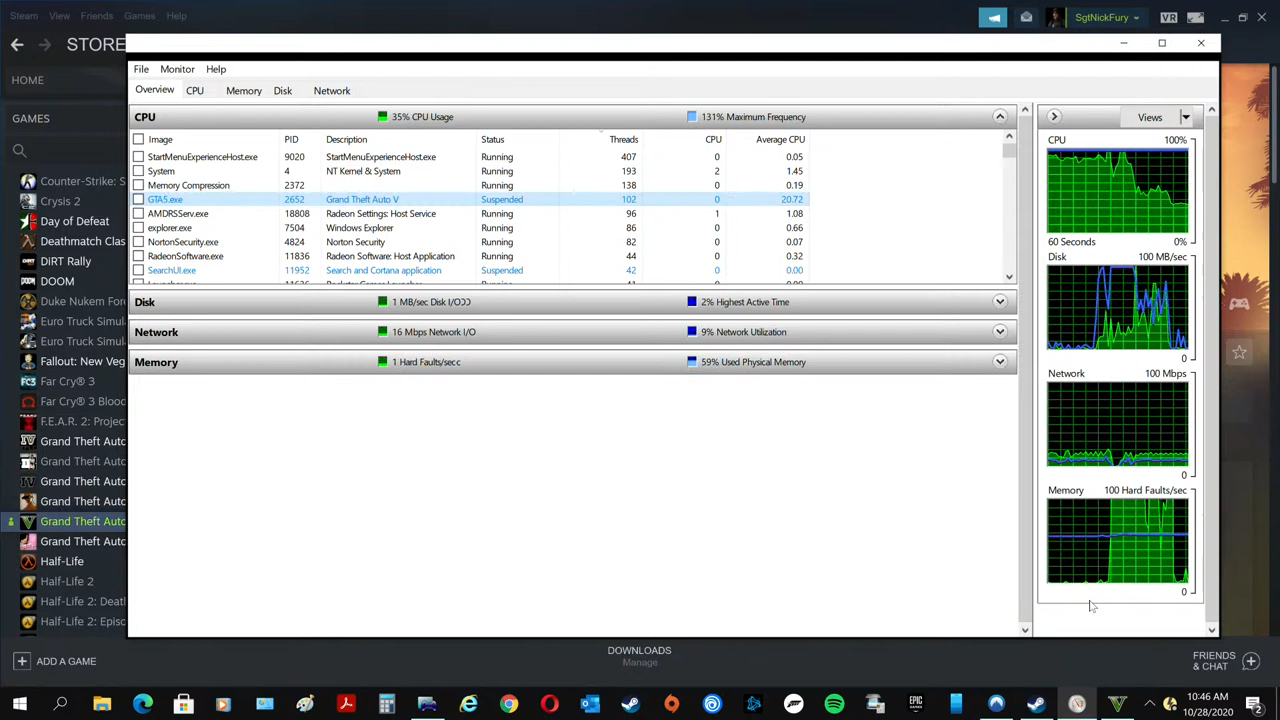 Steam View Friends Games Help SgtNickFury VR
STORE
File Monitor Help
Overview CPU Memory Disk Network
CPU 35% CPU Usage 131% Maximum Frequency
Image PID Description Status Threads CPU Average CPU
StartMenuExperienceHost.exe 9020 StartMenuExperienceHost.exe Running 407 0 0.05
System 4 NT Kernel & System Running 193 2 1.45
Memory Compression 2372 Running 138 0 0.19
GTA5.exe 2652 Grand Theft Auto V Suspended 102 0 20.72
AMDRSServ.exe 18808 Radeon Settings: Host Service Running 96 1 1.08
explorer.exe 7504 Windows Explorer Running 86 0 0.66
NortonSecurity.exe 4824 Norton Security Running 82 0 0.07
RadeonSoftware.exe 11836 Radeon Software: Host Application Running 44 0 0.32
SearchUI.exe 11952 Search and Cortana application Suspended 42 0 0.00
Disk 1 MB/sec Disk I/O 2% Highest Active Time
Network 16 Mbps Network I/O 9% Network Utilization
Memory 1 Hard Faults/sec 59% Used Physical Memory
Views
CPU 100%
60 Seconds 0%
Disk 100 MB/sec
0
Network 100 Mbps
0
Memory 100 Hard Faults/sec
0
HOME
GAMES
Counter-Strike: S
Crysis 2
Day of Defeat
Deathmatch Clas
DiRT Rally
DOOM
Duke Nukem For
Euro Truck Simul
Euro Truck Simul
Fallout: New Veg
Far Cry® 3
Far Cry® 3 Blood
F.E.A.R. 2: Projec
Grand Theft Auto
Grand Theft Auto
Grand Theft Auto
Grand Theft Auto
Grand Theft Auto
Grand Theft Auto
Half-Life
Half-Life 2
Half-Life 2: Deat
Half-Life 2: Episo
ADD A GAME
DOWNLOADS
Manage
FRIENDS
& CHAT
EPIC
GAMES
10:46 AM
10/28/2020
2